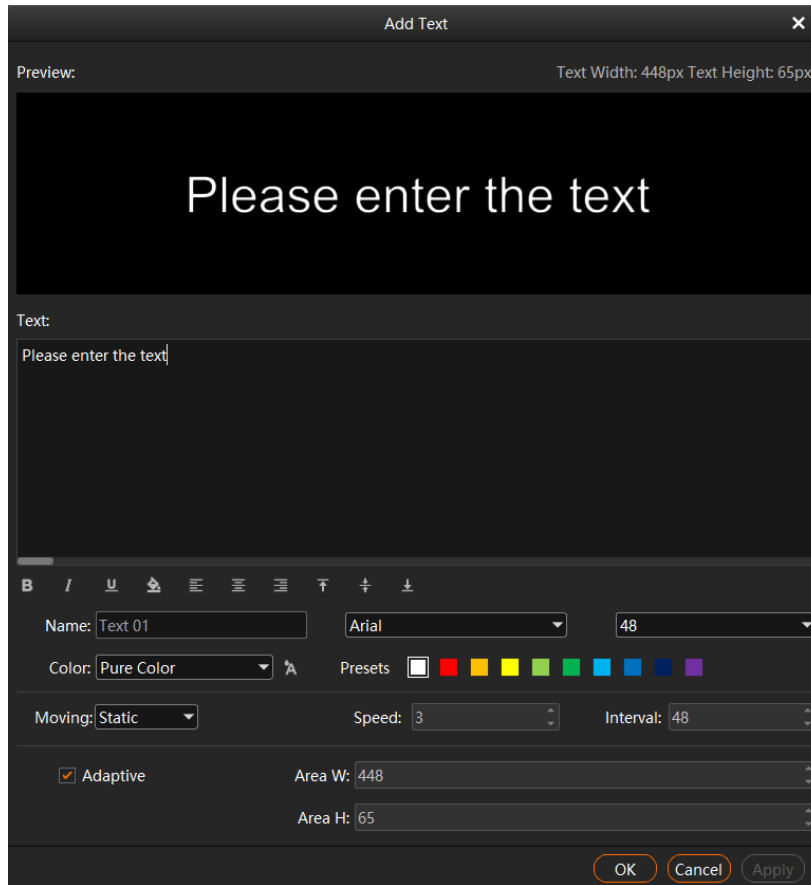 Add Text
Preview:
Text Width: 448px Text Height: 65px
Please enter the text
Text:
Please enter the text
B I U
Name: Text 01 Arial 48
Color: Pure Color A Presets
Moving: Static Speed: 3 Interval: 48
Adaptive Area W: 448
Area H: 65
OK Cancel Apply